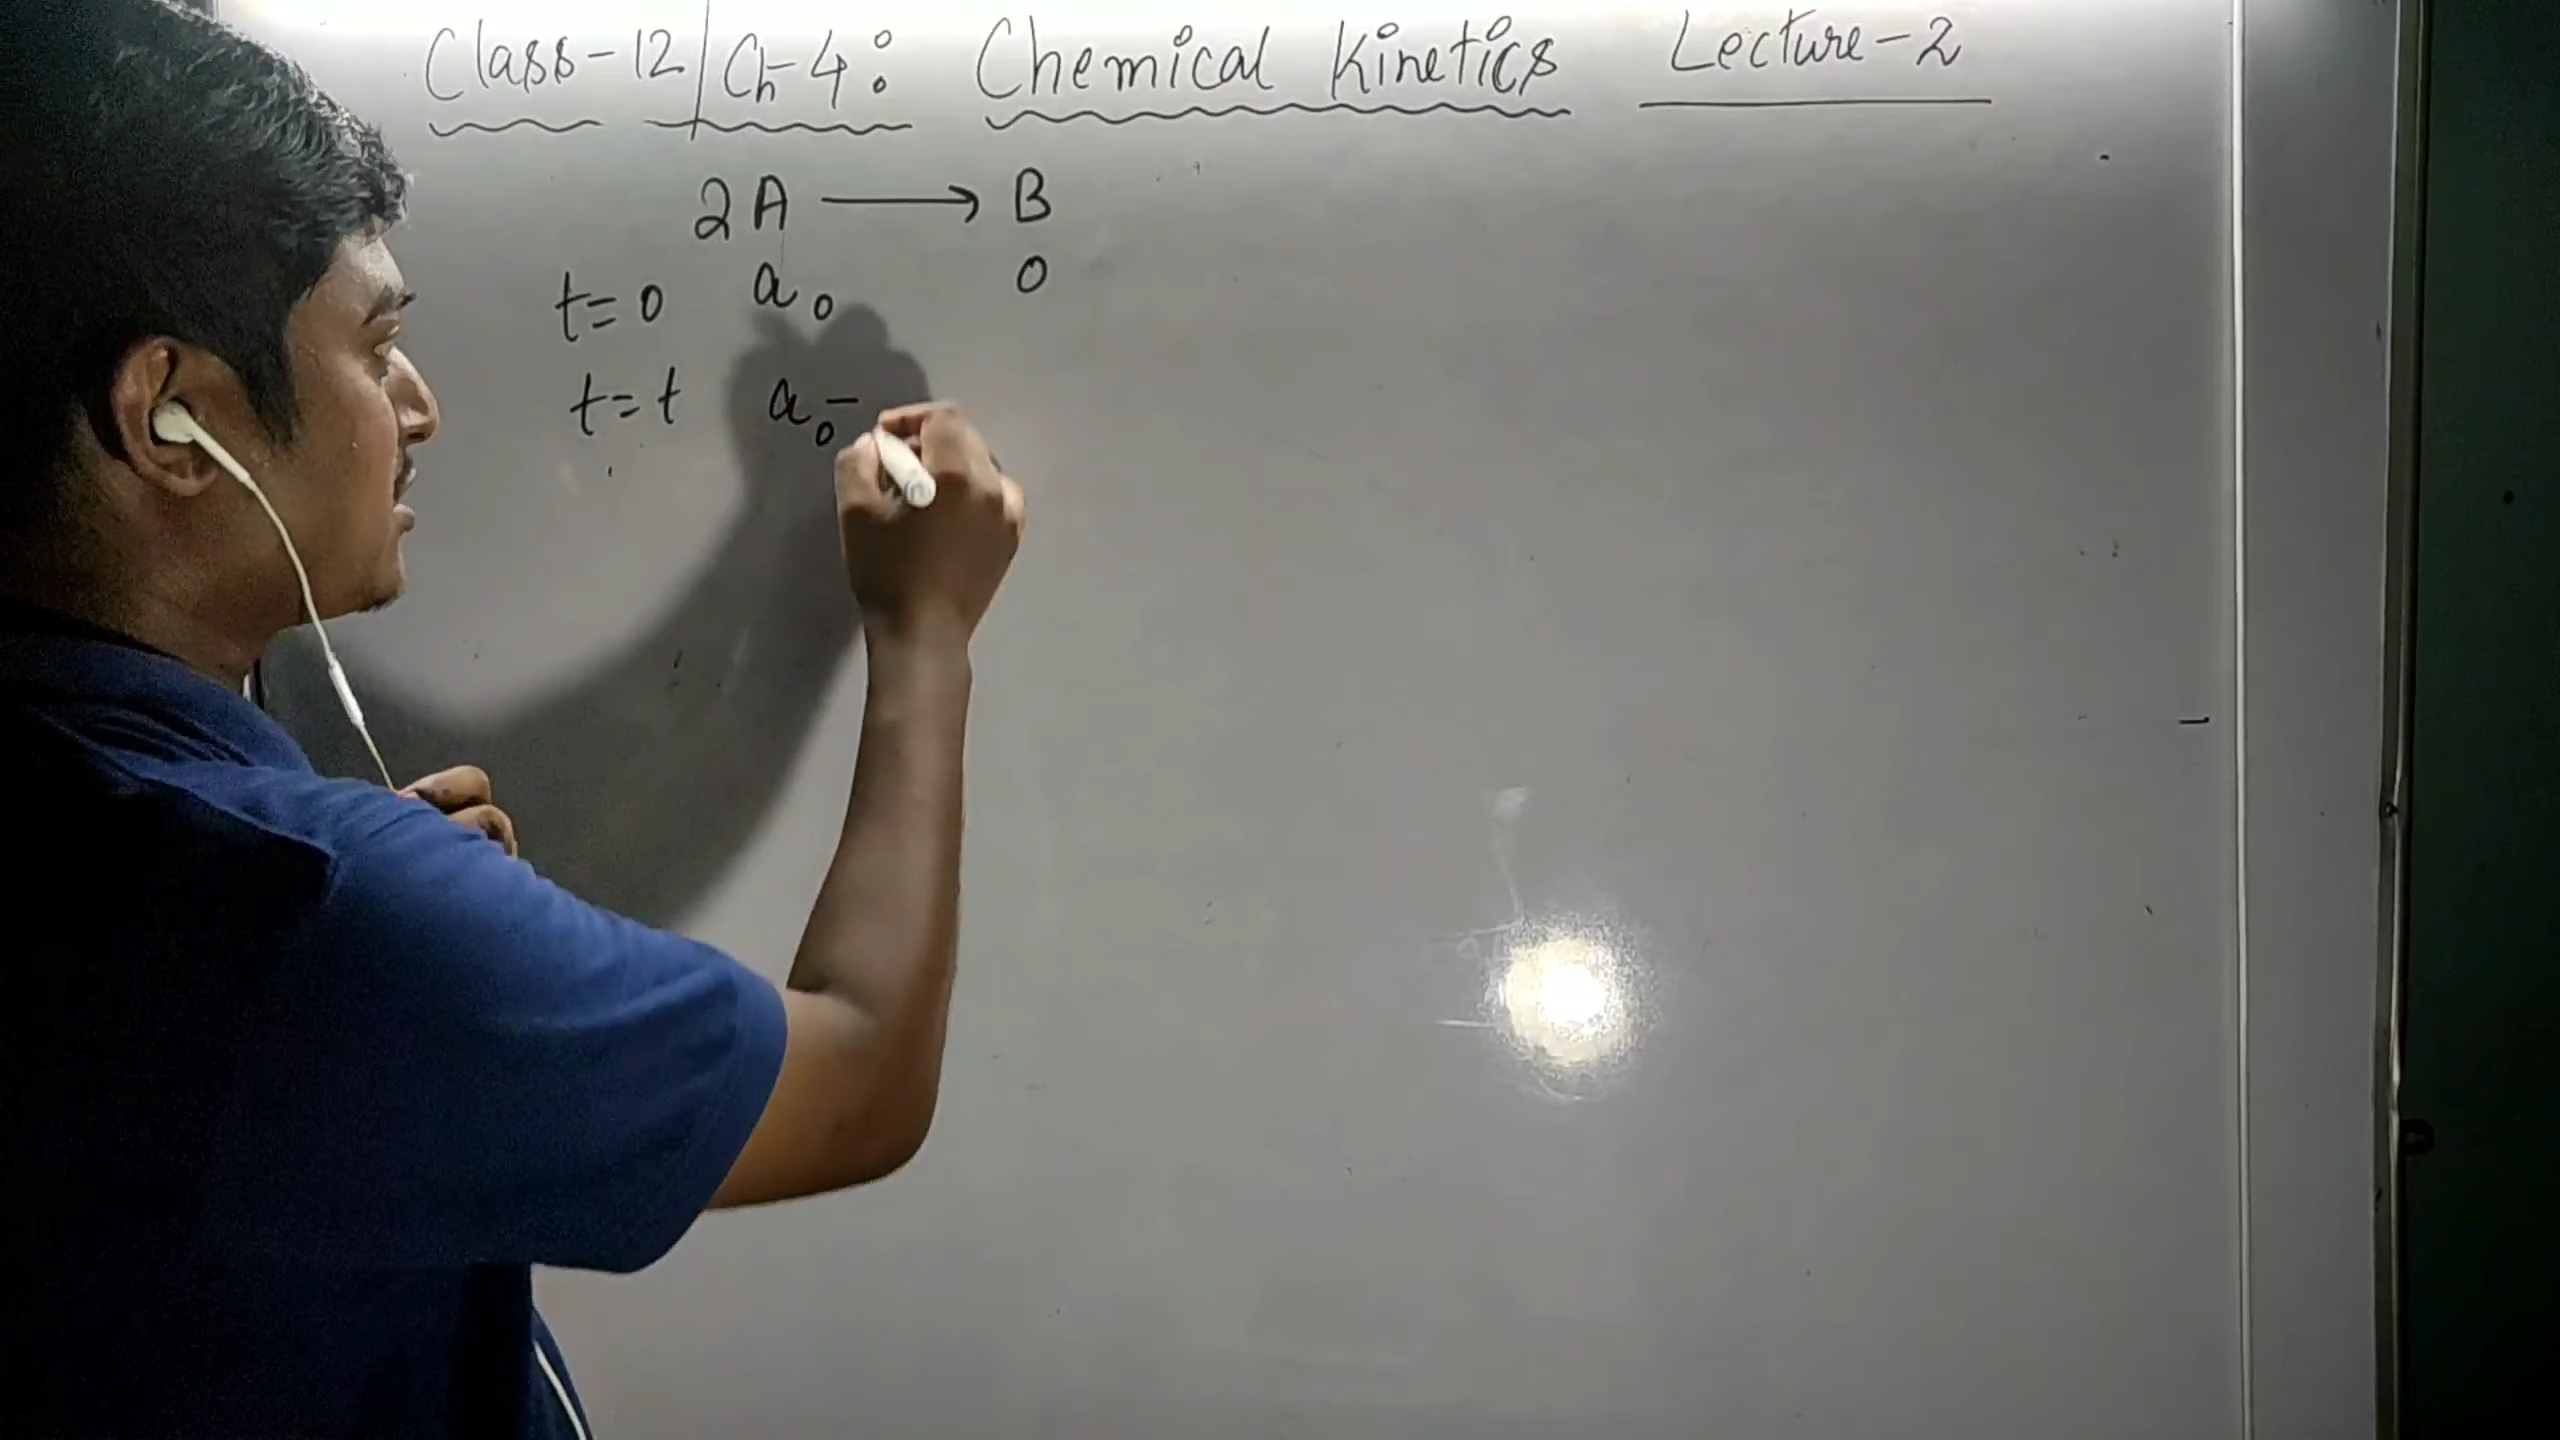 Class-12/Ch-4: Chemical Kinetics Lecture-2
2A ⟶ B
t=0 a₀ 0
t=t a₀-